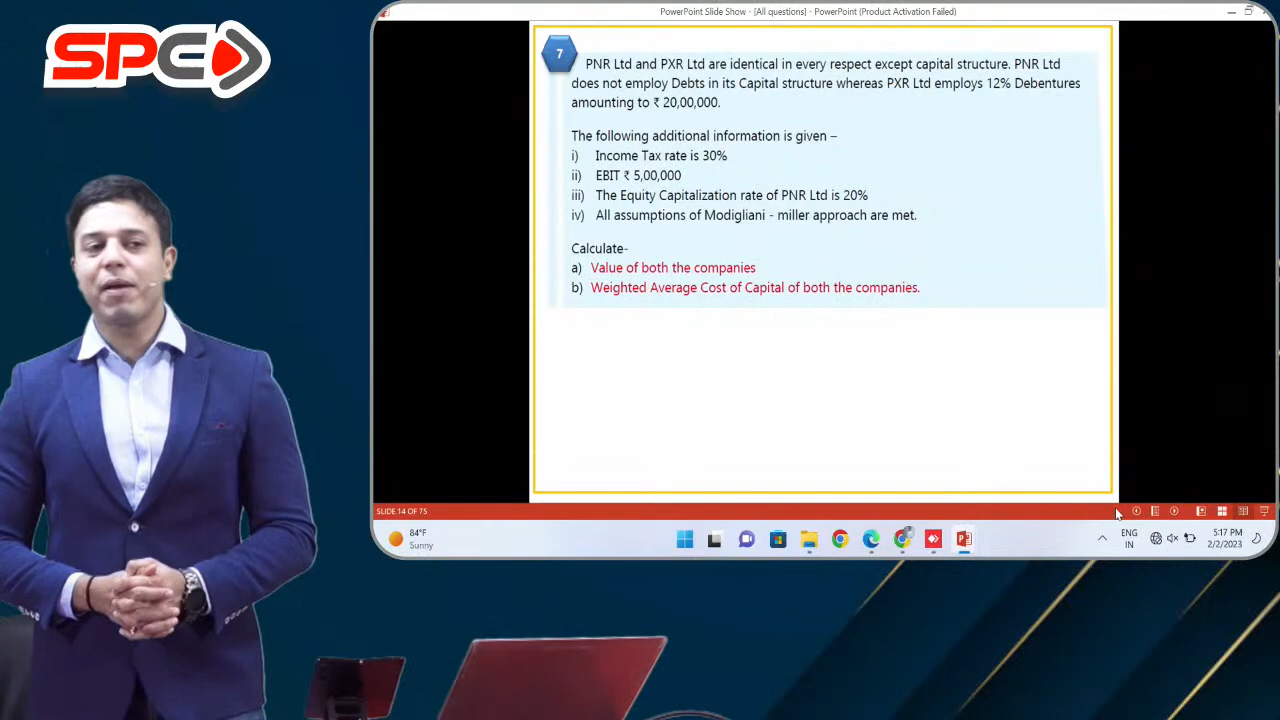 SPC
PowerPoint Slide Show - [All questions] - PowerPoint (Product Activation Failed)
7
PNR Ltd and PXR Ltd are identical in every respect except capital structure. PNR Ltd
does not employ Debts in its Capital structure whereas PXR Ltd employs 12% Debentures
amounting to ₹ 20,00,000.
The following additional information is given –
i) Income Tax rate is 30%
ii) EBIT ₹ 5,00,000
iii) The Equity Capitalization rate of PNR Ltd is 20%
iv) All assumptions of Modigliani - miller approach are met.
Calculate-
a) Value of both the companies
b) Weighted Average Cost of Capital of both the companies.
SLIDE 14 OF 75
84°F
Sunny
ENG
IN
5:17 PM
2/2/2023